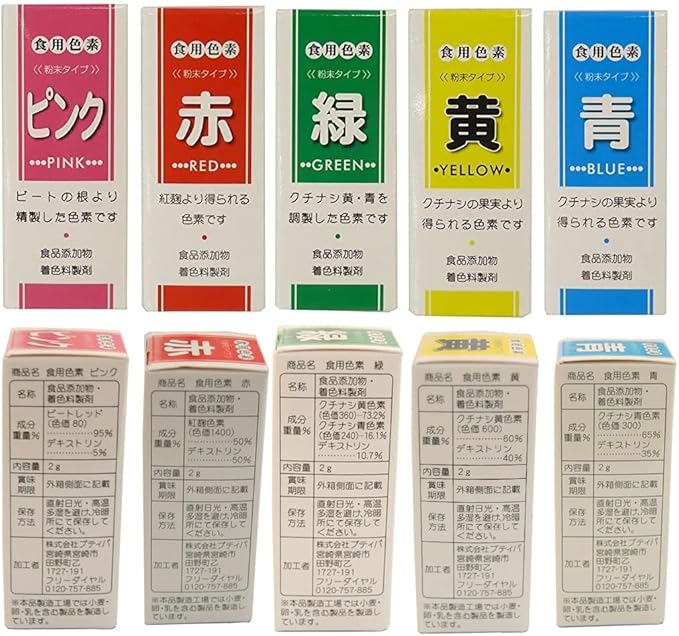 食用色素
《粉末タイプ》
ピンク
•••PINK•••
ビートの根より
精製した色素です
•
食品添加物
着色料製剤
食用色素
《粉末タイプ》
赤
•••RED•••
紅麹より得られる
色素です
•
食品添加物
着色料製剤
食用色素
《粉末タイプ》
緑
•••GREEN•••
クチナシ黄・青を
調製した色素です
•
食品添加物
着色料製剤
食用色素
《粉末タイプ》
黄
•YELLOW•
クチナシの果実より
得られる色素です
•
食品添加物
着色料製剤
食用色素
《粉末タイプ》
青
•••BLUE•••
クチナシの果実より
得られる色素です
•
食品添加物
着色料製剤
ピンク
商品名 食用色素 ピンク
名称 食品添加物・
着色料製剤
成分
重量%
ビートレッド
(色価 80)
…………95%
デキストリン
…………5%
内容量 2g
賞味
期限
外箱側面に記載
保存
方法
直射日光・高温
多湿を避け、冷暗
所にて保存して
ください。
加工者
株式会社プティパ
宮崎県宮崎市
田野町乙
1727-191
フリーダイヤル
0120-757-885
※本品製造工場では小麦・
卵・乳を含む製品を製造し
ています。
赤
商品名 食用色素 赤
名称 食品添加物・
着色料製剤
成分
重量%
紅麹色素
(色価1400)
…………50%
デキストリン
…………50%
内容量 2g
賞味
期限
外箱側面に記載
保存
方法
直射日光・高温
多湿を避け、冷暗
所にて保存して
ください。
加工者
株式会社プティパ
宮崎県宮崎市
田野町乙
1727-191
フリーダイヤル
0120-757-885
※本品製造工場では小麦・
卵・乳を含む製品を製造し
ています。
緑
商品名 食用色素 緑
名称 食品添加物・
着色料製剤
成分
重量%
クチナシ黄色素
(色価360)…73.2%
クチナシ青色素
(色価240)…16.1%
デキストリン
…………10.7%
内容量 2g
賞味
期限
外箱側面に記載
保存
方法
直射日光・高温
多湿を避け、冷暗
所にて保存して
ください。
加工者
株式会社プティパ
宮崎県宮崎市
田野町乙
1727-191
フリーダイヤル
0120-757-885
※本品製造工場では小麦・
卵・乳を含む製品を製造し
ています。
黄
商品名 食用色素 黄
名称 食品添加物・
着色料製剤
成分
重量%
クチナシ黄色素
(色価 600)
…………60%
デキストリン
…………40%
内容量 2g
賞味
期限
外箱側面に記載
保存
方法
直射日光・高温
多湿を避け、冷暗
所にて保存して
ください。
加工者
株式会社プティパ
宮崎県宮崎市
田野町乙
1727-191
フリーダイヤル
0120-757-885
※本品製造工場では小麦・
卵・乳を含む製品を製造し
ています。
青
商品名 食用色素 青
名称 食品添加物・
着色料製剤
成分
重量%
クチナシ青色素
(色価 300)
…………65%
デキストリン
…………35%
内容量 2g
賞味
期限
外箱側面に記載
保存
方法
直射日光・高温
多湿を避け、冷暗
所にて保存して
ください。
加工者
株式会社プティパ
宮崎県宮崎市
田野町乙
1727-191
フリーダイヤル
0120-757-885
※本品製造工場では小麦・
卵・乳を含む製品を製造し
ています。